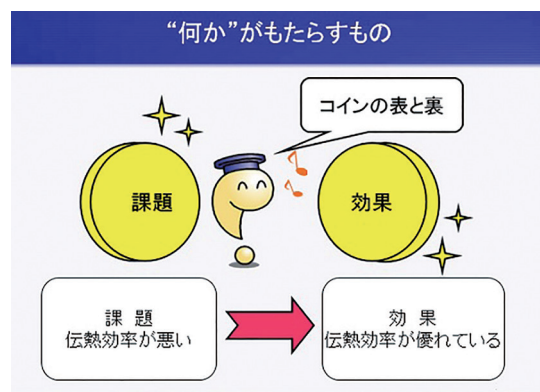 “何か”がもたらすもの
コインの表と裏
課題
効果
課 題
伝熱効率が悪い
効 果
伝熱効率が優れている